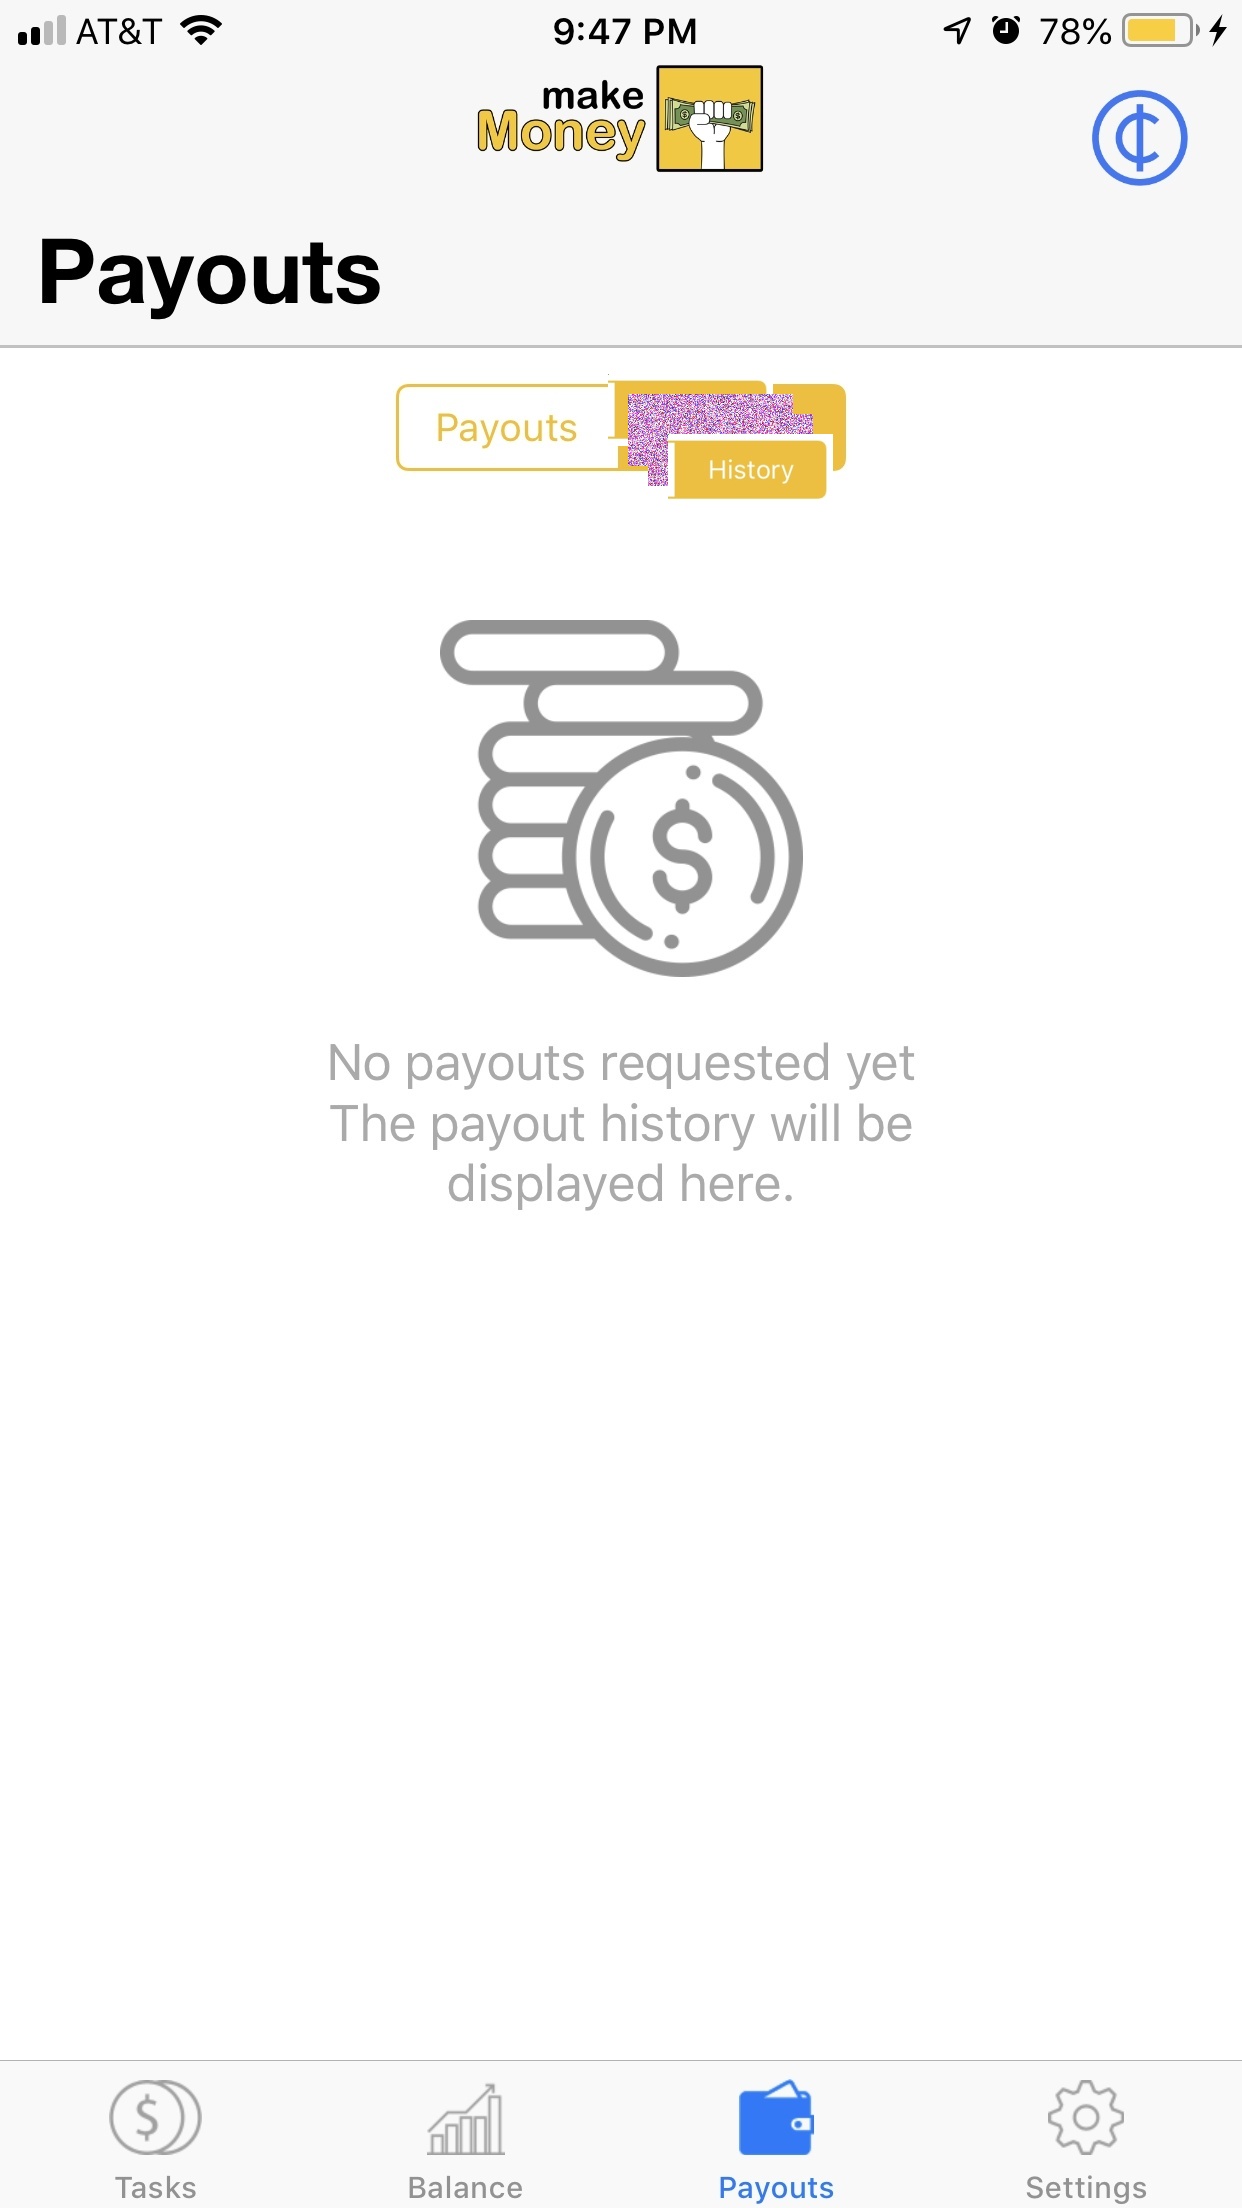 AT&T 9:47 PM 78%
make
Money
Payouts
Payouts
History
No payouts requested yet
The payout history will be
displayed here.
Tasks Balance Payouts Settings